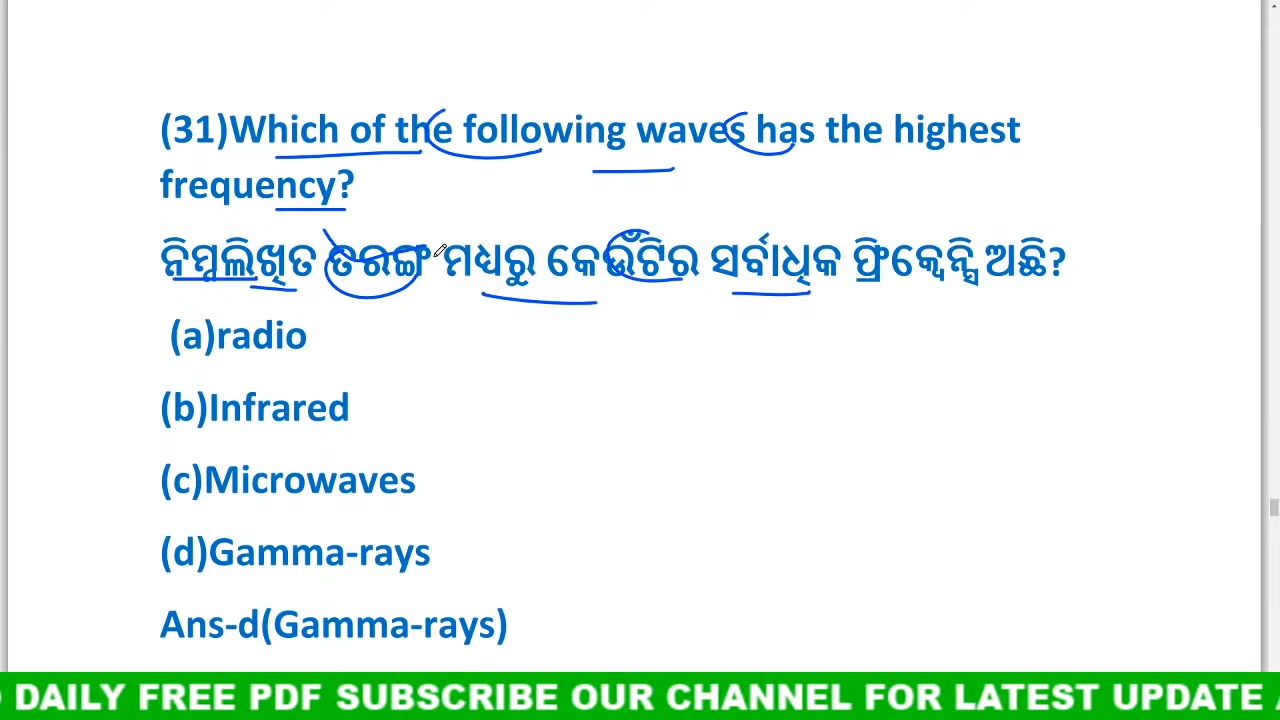 (31)Which of the following waves has the highest
frequency?
ନିମ୍ନଲିଖିତ ତରଙ୍ଗ ମଧ୍ୟରୁ କେଉଁଟିର ସର୍ବାଧିକ ଫ୍ରିକ୍ୱେନ୍ସି ଅଛି?
(a)radio
(b)Infrared
(c)Microwaves
(d)Gamma-rays
Ans-d(Gamma-rays)
DAILY FREE PDF SUBSCRIBE OUR CHANNEL FOR LATEST UPDATE